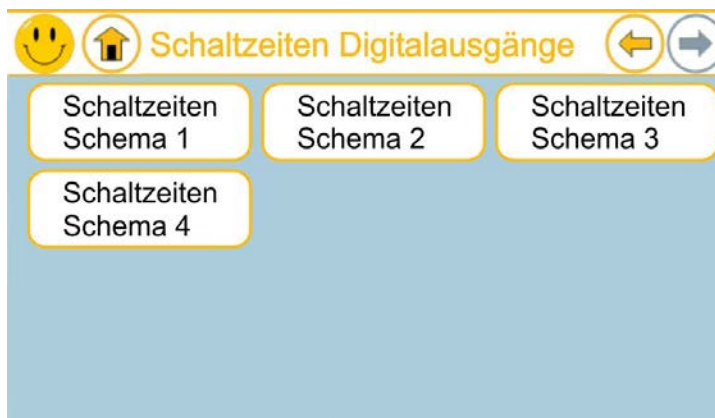 Schaltzeiten Digitalausgänge
Schaltzeiten
Schema 1
Schaltzeiten
Schema 2
Schaltzeiten
Schema 3
Schaltzeiten
Schema 4